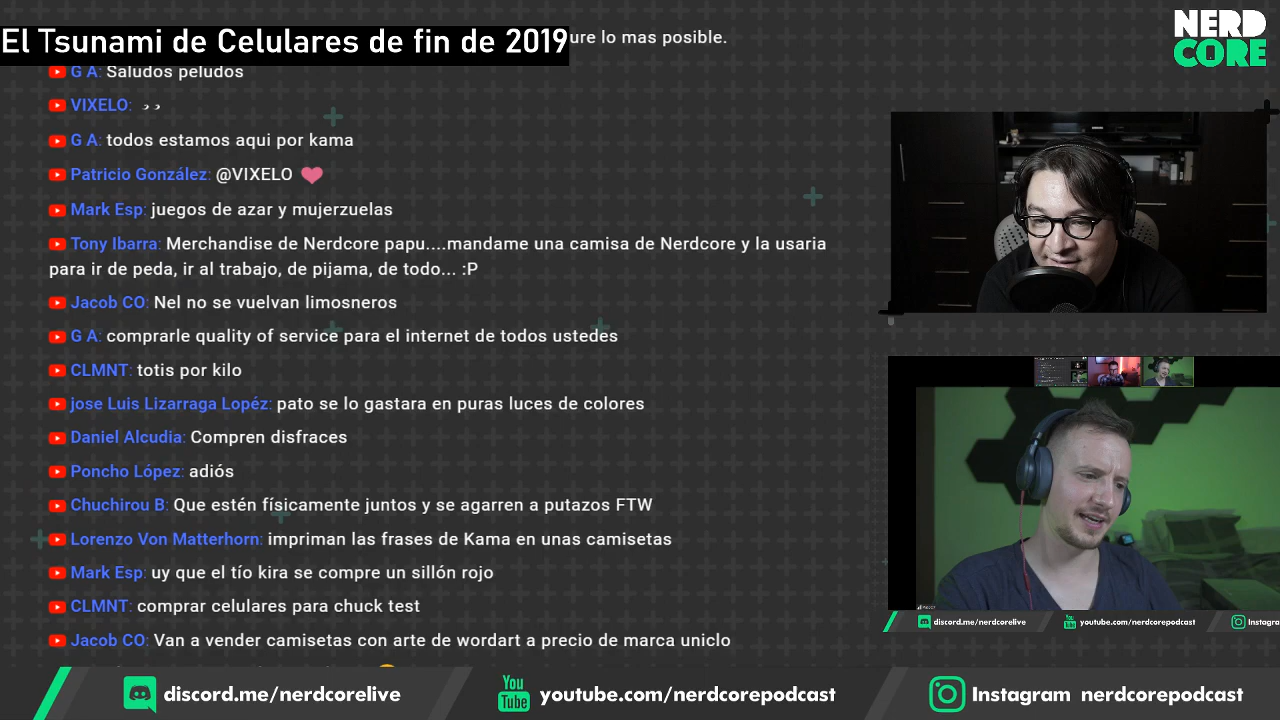 El Tsunami de Celulares de fin de 2019
ure lo mas posible.
NERD
CORE
G A: Saludos peludos
VIXELO:
G A: todos estamos aqui por kama
Patricio González: @VIXELO
Mark Esp: juegos de azar y mujerzuelas
Tony Ibarra: Merchandise de Nerdcore papu....mandame una camisa de Nerdcore y la usaria
para ir de peda, ir al trabajo, de pijama, de todo... :P
Jacob CO: Nel no se vuelvan limosneros
G A: comprarle quality of service para el internet de todos ustedes
CLMNT: totis por kilo
jose Luis Lizarraga Lopéz: pato se lo gastara en puras luces de colores
Daniel Alcudia: Compren disfraces
Poncho López: adiós
Chuchirou B: Que estén físicamente juntos y se agarren a putazos FTW
Lorenzo Von Matterhorn: impriman las frases de Kama en unas camisetas
Mark Esp: uy que el tío kira se compre un sillón rojo
CLMNT: comprar celulares para chuck test
Jacob CO: Van a vender camisetas con arte de wordart a precio de marca uniclo
discord.me/nerdcorelive
You Tube youtube.com/nerdcorepodcast
Instagra
discord.me/nerdcorelive
You
Tube
youtube.com/nerdcorepodcast
Instagram nerdcorepodcast